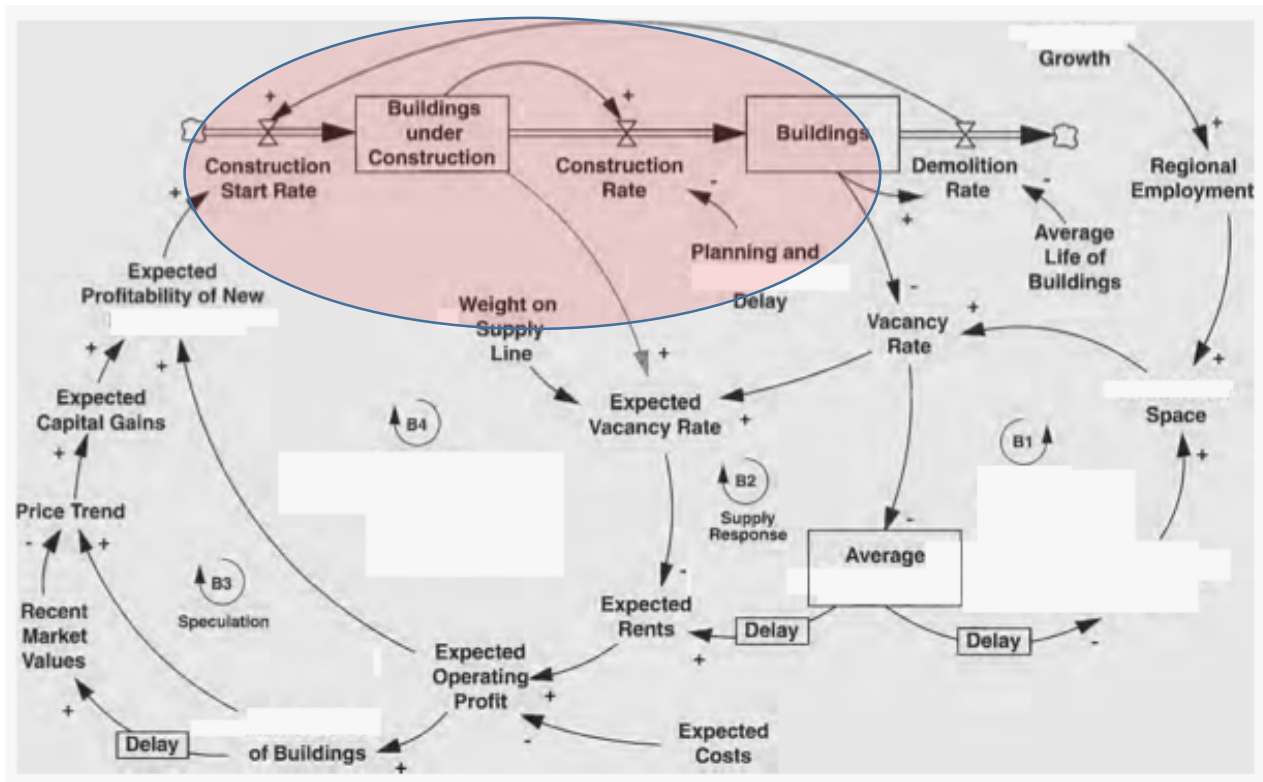 Growth
+
+
+
Buildings
under
Construction
Buildings
Construction
Start Rate
Construction
Rate
Demolition
Rate
Regional
Employment
+
-
+
-
Planning and
Delay
Average
Life of
Buildings
Expected
Profitability of New
Weight on
Supply
Line
-
+
Vacancy
Rate
+
+
+
+
Expected
Capital Gains
Expected
Vacancy Rate
+
Space
B4
B1
+
+
B2
Supply
Response
Price Trend
-
+
-
Average
B3
Speculation
-
Recent
Market
Values
Expected
Rents
Delay
+
Delay
-
Expected
Operating
Profit
+
+
-
Expected
Costs
Delay
of Buildings
+